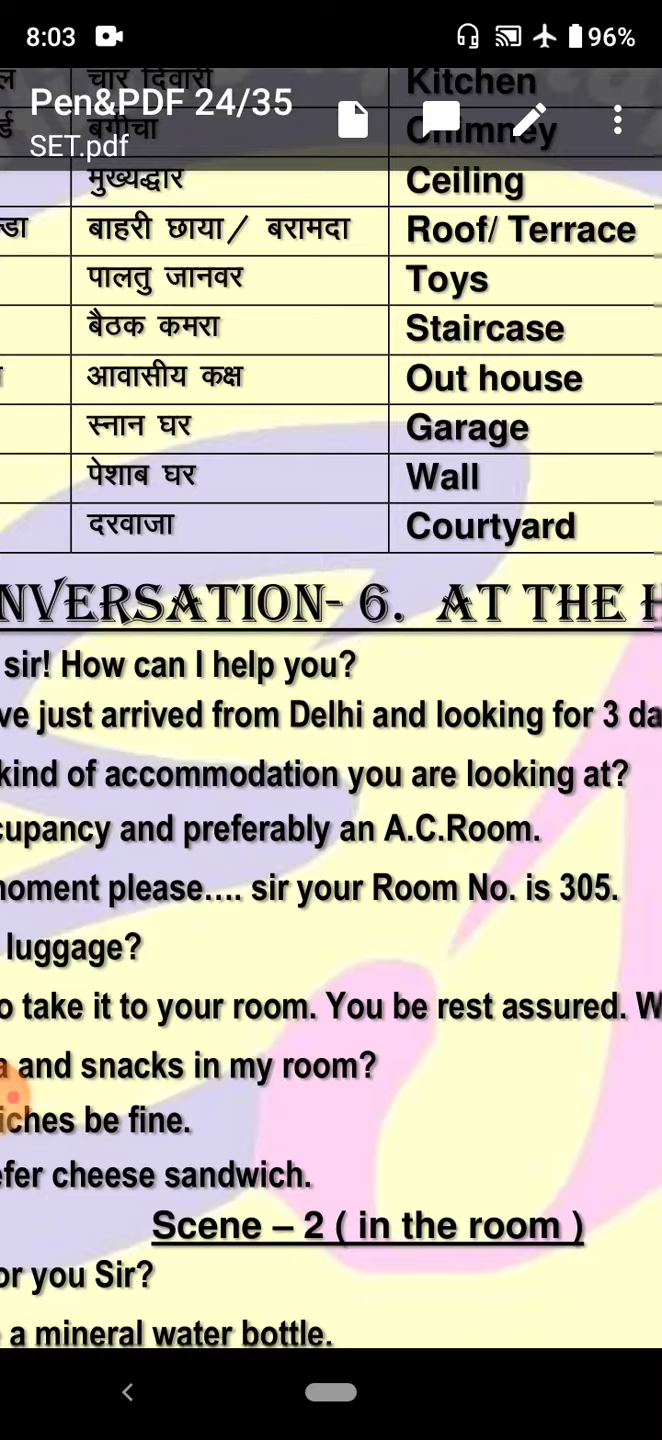 8:03 96%
ल चार दिवारी Kitchen
Pen&PDF 24/35
र्ड बगीचा Chimney
SET.pdf
मुख्यद्वार Ceiling
न्डा बाहरी छाया/ बरामदा Roof/ Terrace
पालतु जानवर Toys
बैठक कमरा Staircase
आवासीय कक्ष Out house
स्नान घर Garage
पेशाब घर Wall
दरवाजा Courtyard
NVERSATION- 6. AT THE H
sir! How can I help you?
ve just arrived from Delhi and looking for 3 da
kind of accommodation you are looking at?
cupancy and preferably an A.C.Room.
moment please.... sir your Room No. is 305.
luggage?
o take it to your room. You be rest assured. W
a and snacks in my room?
iches be fine.
efer cheese sandwich.
Scene – 2 ( in the room )
or you Sir?
a mineral water bottle.